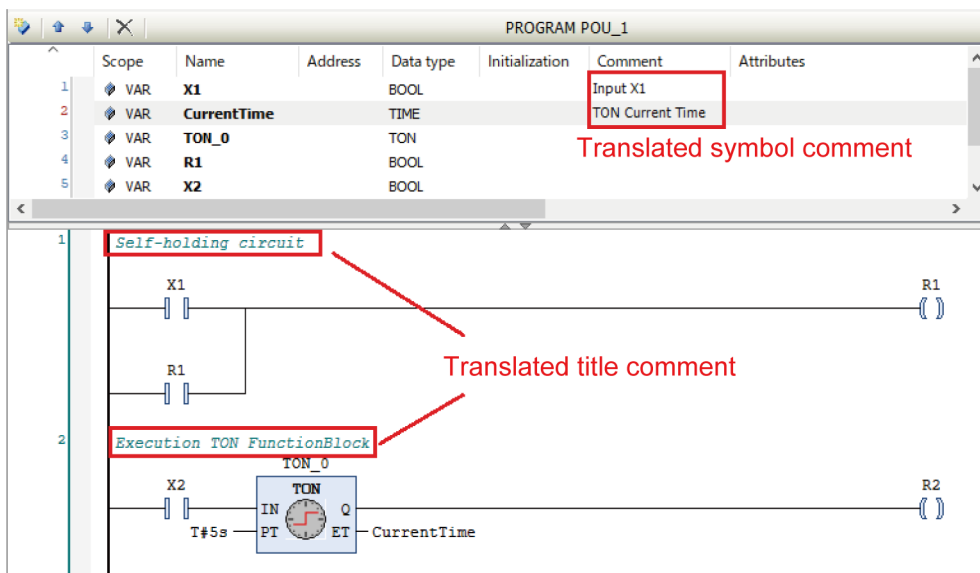 PROGRAM POU_1
Scope Name Address Data type Initialization Comment Attributes
1 VAR X1 BOOL Input X1
2 VAR CurrentTime TIME TON Current Time
3 VAR TON_0 TON
4 VAR R1 BOOL
5 VAR X2 BOOL
Translated symbol comment
1 Self-holding circuit
X1 R1
Translated title comment
R1
2 Execution TON FunctionBlock
TON_0
X2 TON R2
IN Q
T#5s PT ET CurrentTime